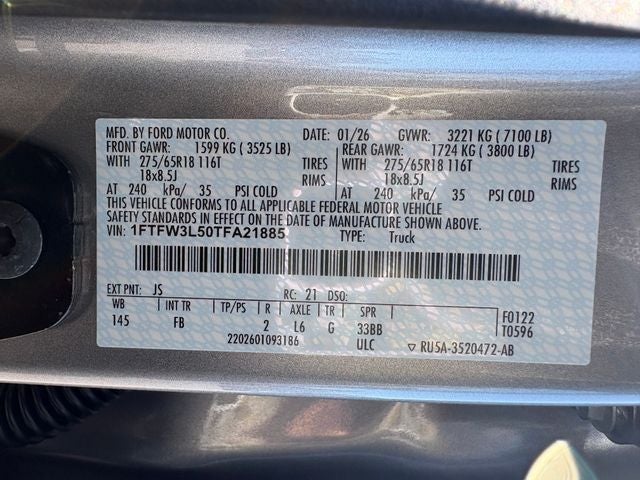 MFD. BY FORD MOTOR CO. DATE: 01/26 GVWR: 3221 KG ( 7100 LB)
FRONT GAWR: 1599 KG ( 3525 LB) REAR GAWR: 1724 KG ( 3800 LB)
WITH 275/65R18 116T TIRES WITH 275/65R18 116T TIRES
18x8.5J RIMS 18x8.5J RIMS
AT 240 kPa/ 35 PSI COLD AT 240 kPa/ 35 PSI COLD
THIS VEHICLE CONFORMS TO ALL APPLICABLE FEDERAL MOTOR VEHICLE
SAFETY STANDARDS IN EFFECT ON THE DATE OF MANUFACTURE SHOWN ABOVE.
VIN: 1FTFW3L50TFA21885 TYPE: Truck
EXT PNT: JS RC: 21 DSO:
WB INT TR TP/PS R AXLE TR SPR F0122
145 FB 2 L6 G 33BB T0596
2202601093186 ULC ▽ RU5A-3520472-AB